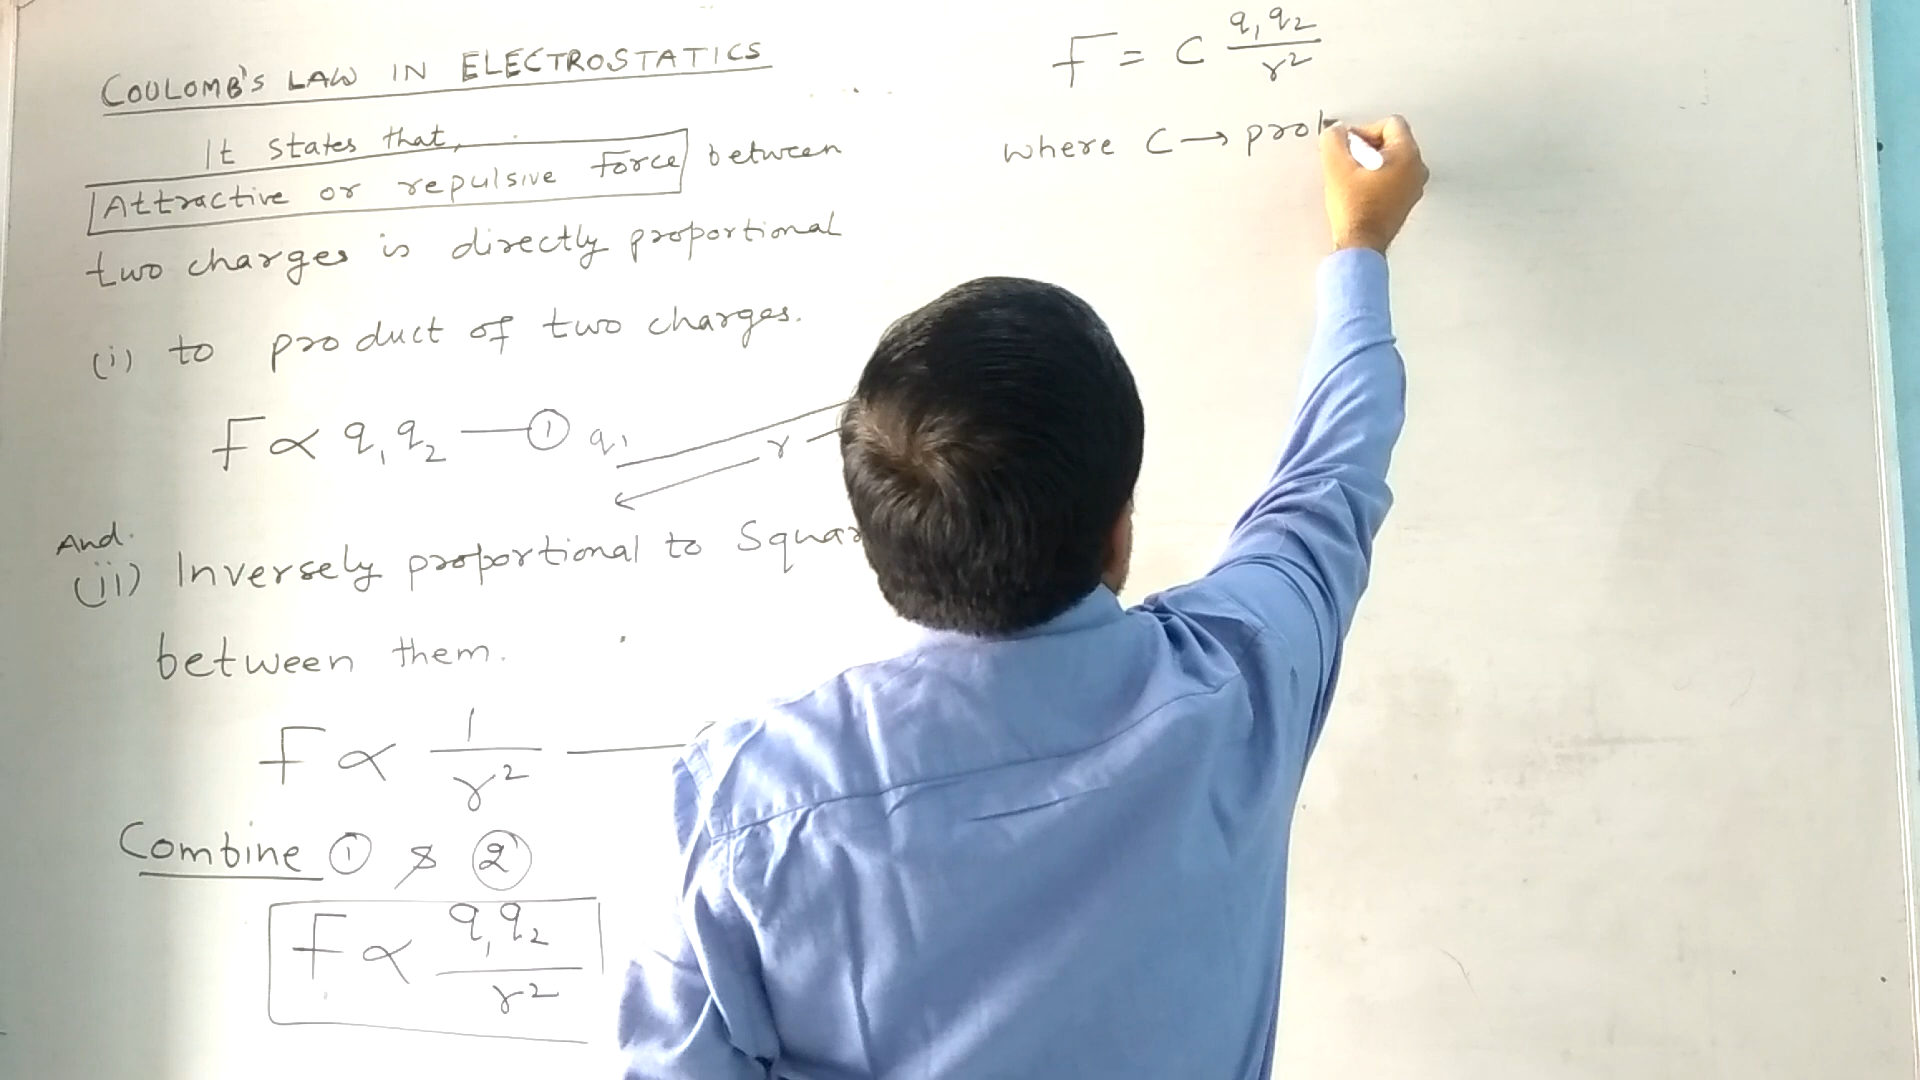 COULOMB'S LAW IN ELECTROSTATICS
It states that,
Attractive or repulsive force between
two charges is directly proportional
(i) to product of two charges.
F ∝ q₁q₂ — ① q₁ r
And.
(ii) Inversely proportional to
between them.
F ∝ 1/r²
Combine ① & ②
F ∝ q₁q₂/r²
F = C q₁q₂/r²
where C →